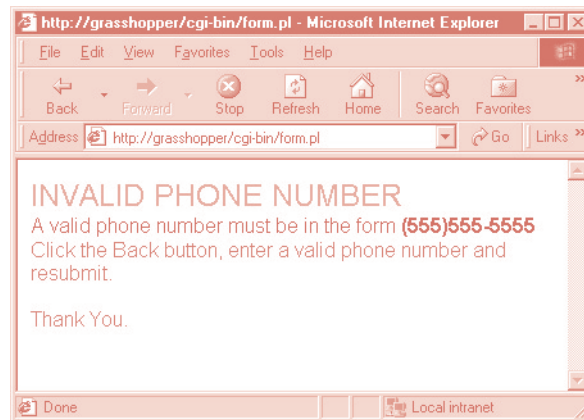 http://grasshopper/cgi-bin/form.pl - Microsoft Internet Explorer
File Edit View Favorites Tools Help
Back Forward Stop Refresh Home Search Favorites »
Address http://grasshopper/cgi-bin/form.pl Go Links »
INVALID PHONE NUMBER
A valid phone number must be in the form (555)555-5555
Click the Back button, enter a valid phone number and
resubmit.
Thank You.
Done Local intranet